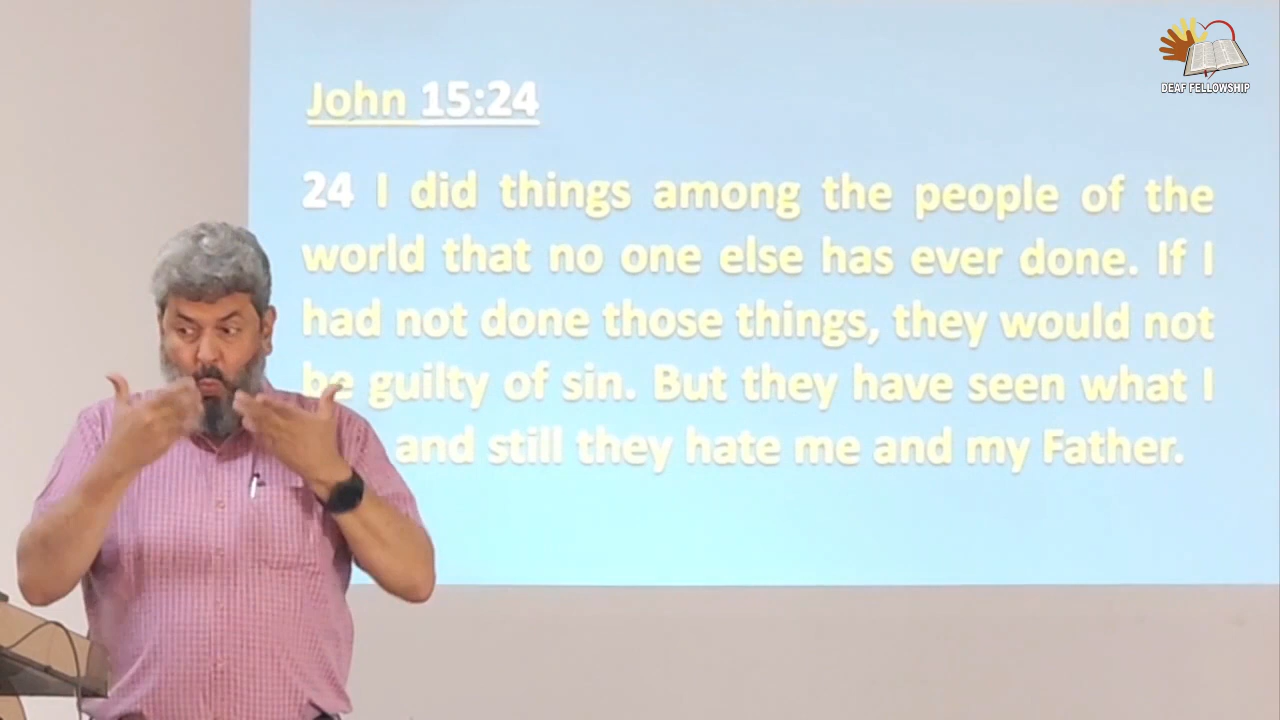 DEAF FELLOWSHIP
John 15:24
24 I did things among the people of the
world that no one else has ever done. If I
had not done those things, they would not
be guilty of sin. But they have seen what I
and still they hate me and my Father.